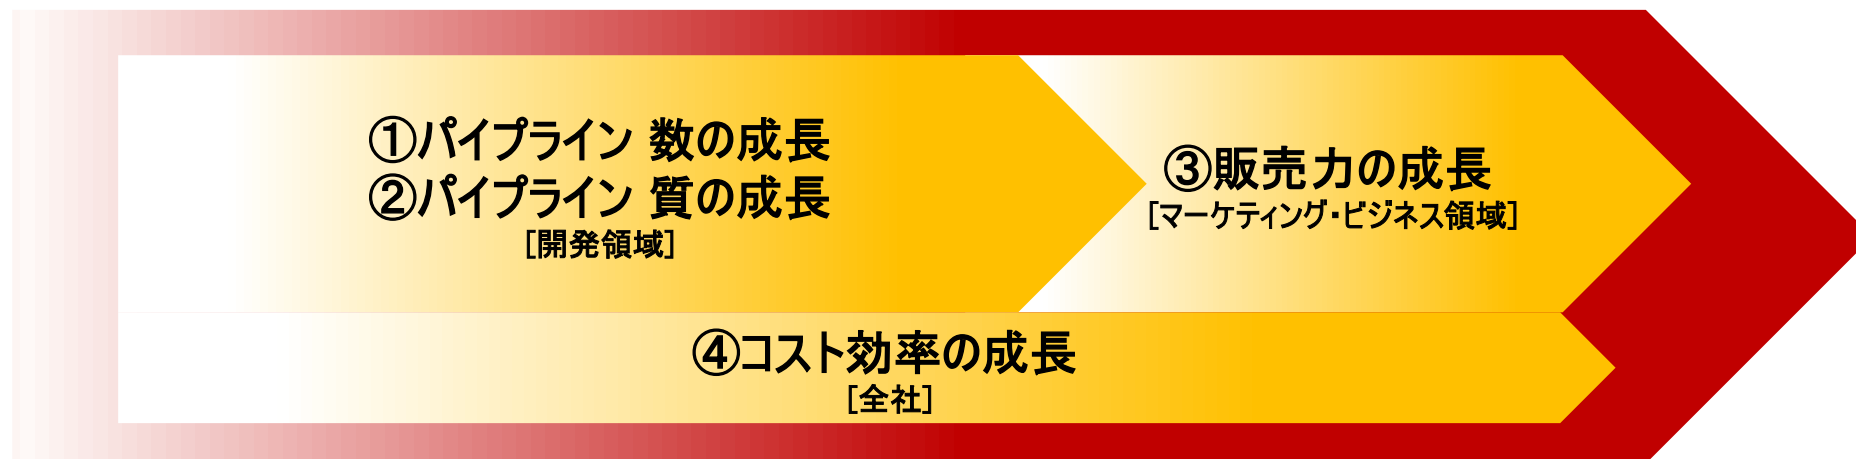 ①パイプライン 数の成長
②パイプライン 質の成長
[開発領域]
③販売力の成長
[マーケティング・ビジネス領域]
④コスト効率の成長
[全社]